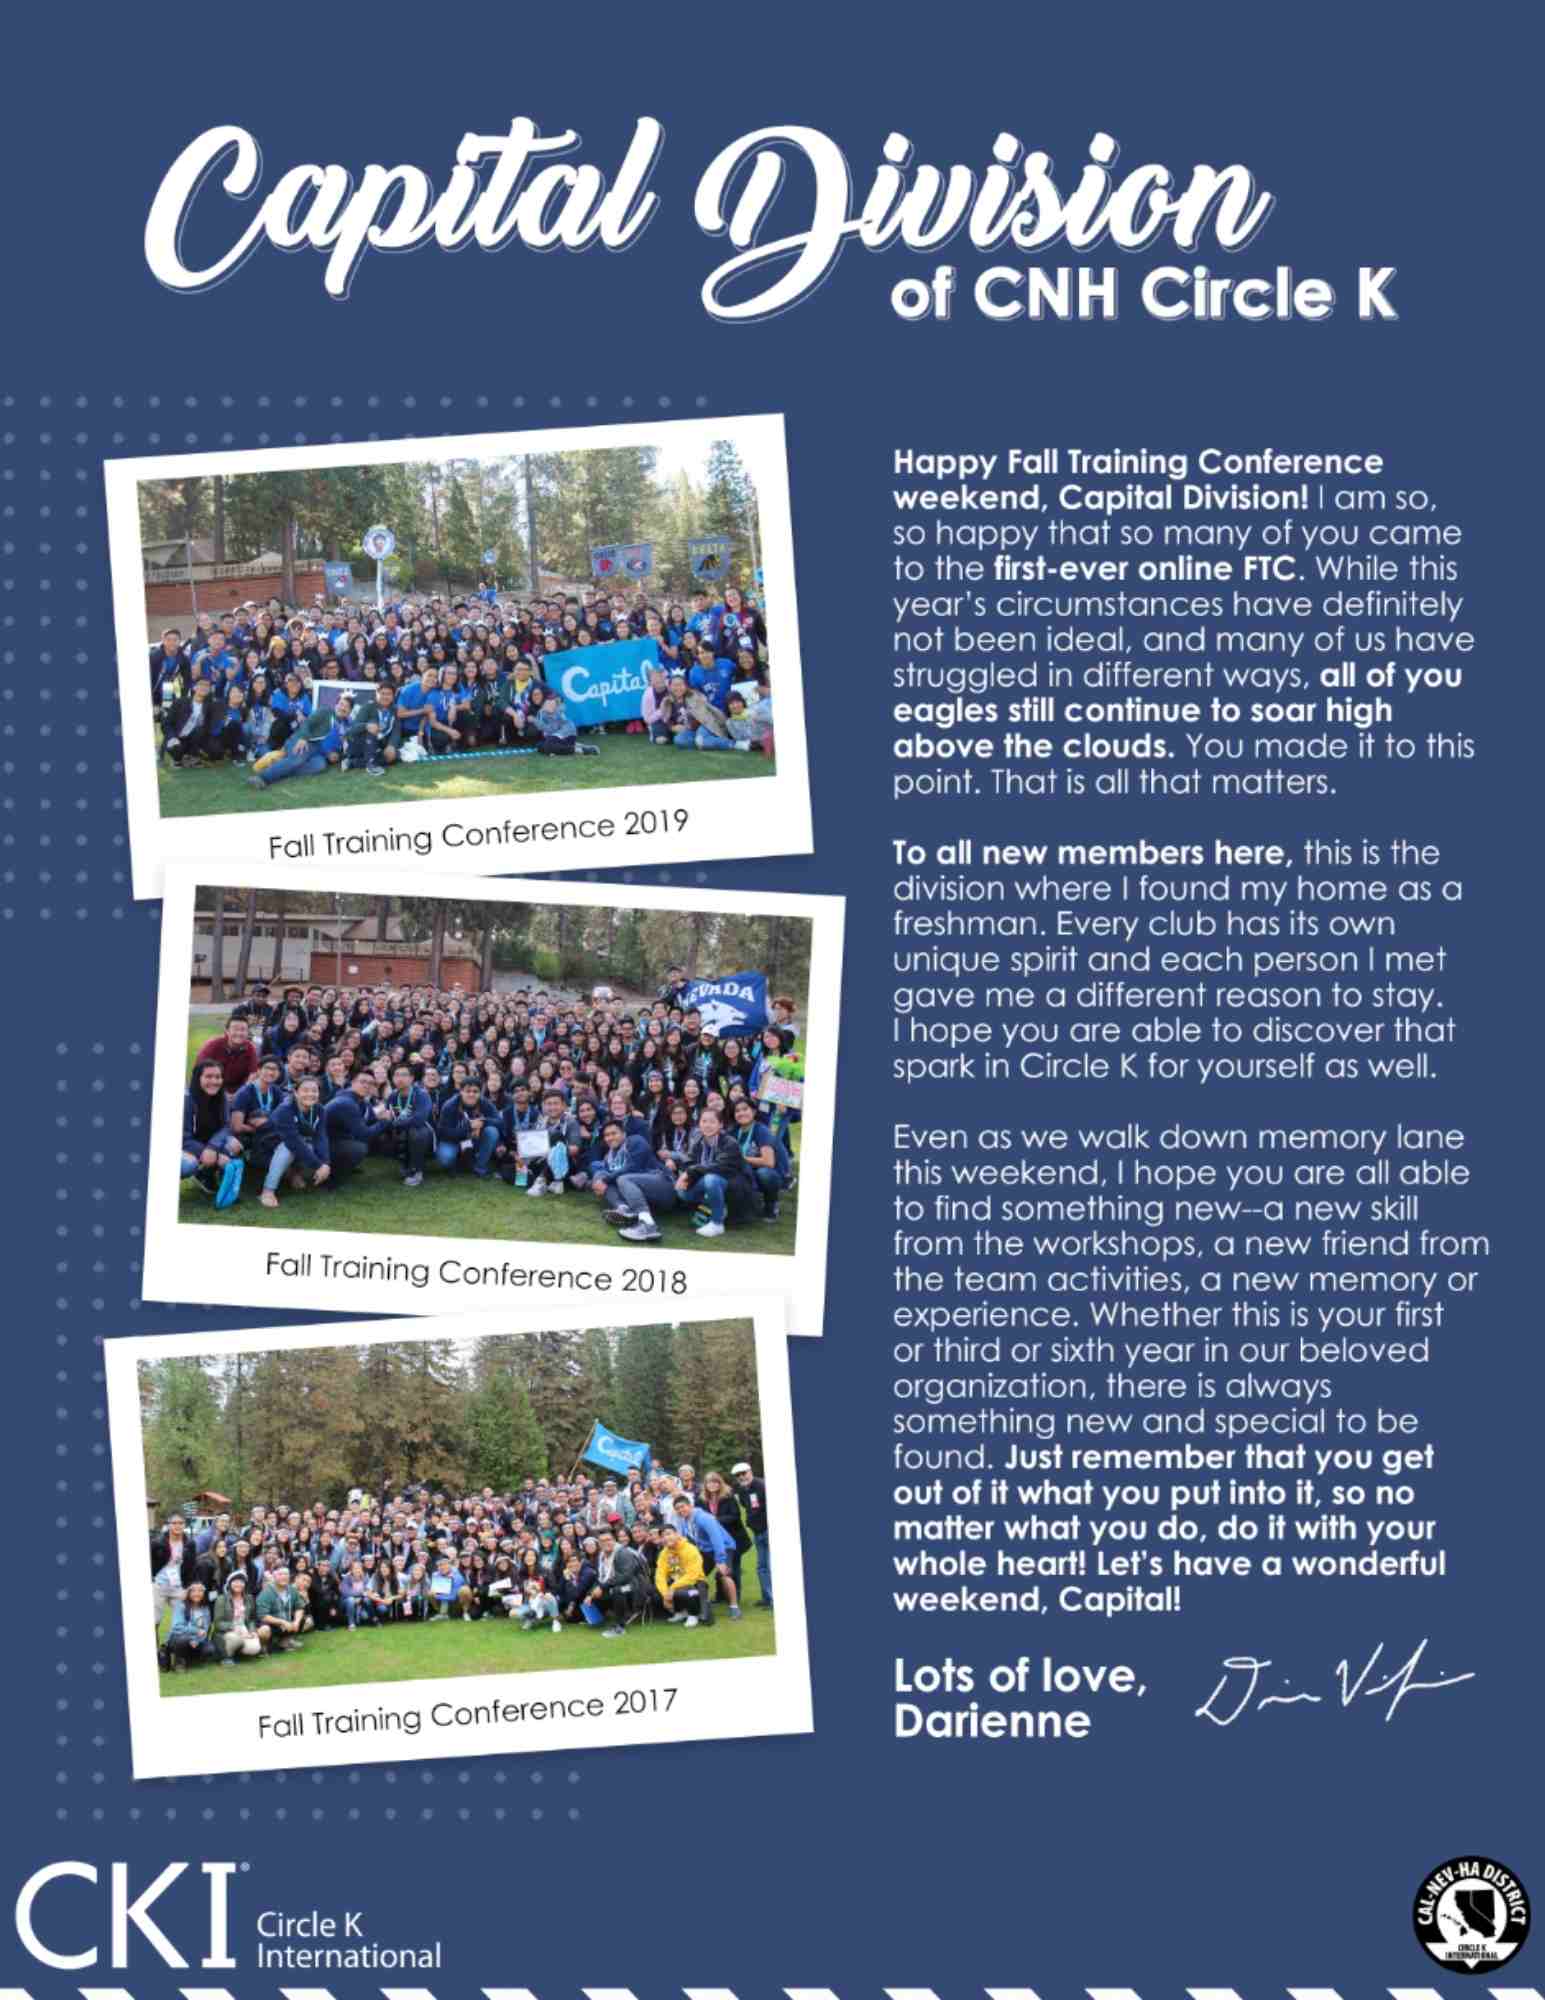 Capital Division
of CNH Circle K
Capital
DELTA
Fall Training Conference 2019
NEVADA
Fall Training Conference 2018
Capital
Fall Training Conference 2017
Happy Fall Training Conference
weekend, Capital Division! I am so,
so happy that so many of you came
to the first-ever online FTC. While this
year's circumstances have definitely
not been ideal, and many of us have
struggled in different ways, all of you
eagles still continue to soar high
above the clouds. You made it to this
point. That is all that matters.
To all new members here, this is the
division where I found my home as a
freshman. Every club has its own
unique spirit and each person I met
gave me a different reason to stay.
I hope you are able to discover that
spark in Circle K for yourself as well.
Even as we walk down memory lane
this weekend, I hope you are all able
to find something new--a new skill
from the workshops, a new friend from
the team activities, a new memory or
experience. Whether this is your first
or third or sixth year in our beloved
organization, there is always
something new and special to be
found. Just remember that you get
out of it what you put into it, so no
matter what you do, do it with your
whole heart! Let's have a wonderful
weekend, Capital!
Lots of love,
Darienne
CKI®
Circle K
International
CAL-NEV-HA DISTRICT
CIRCLE K
INTERNATIONAL